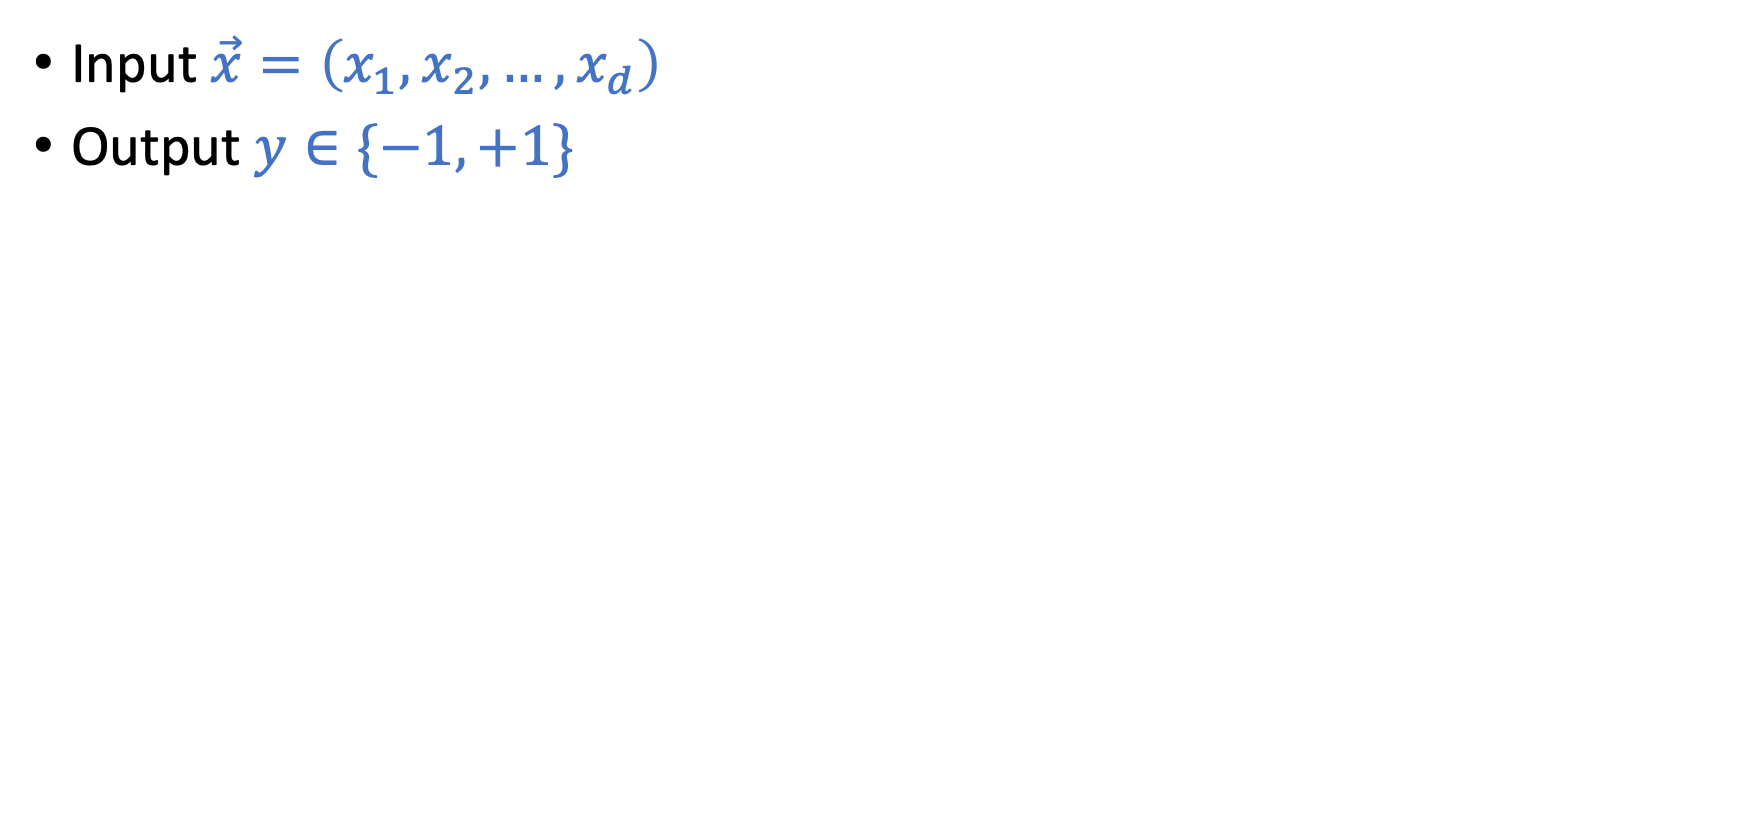 • Input x⃗ = (x₁, x₂, … , x_d)
• Output y ∈ {−1, +1}